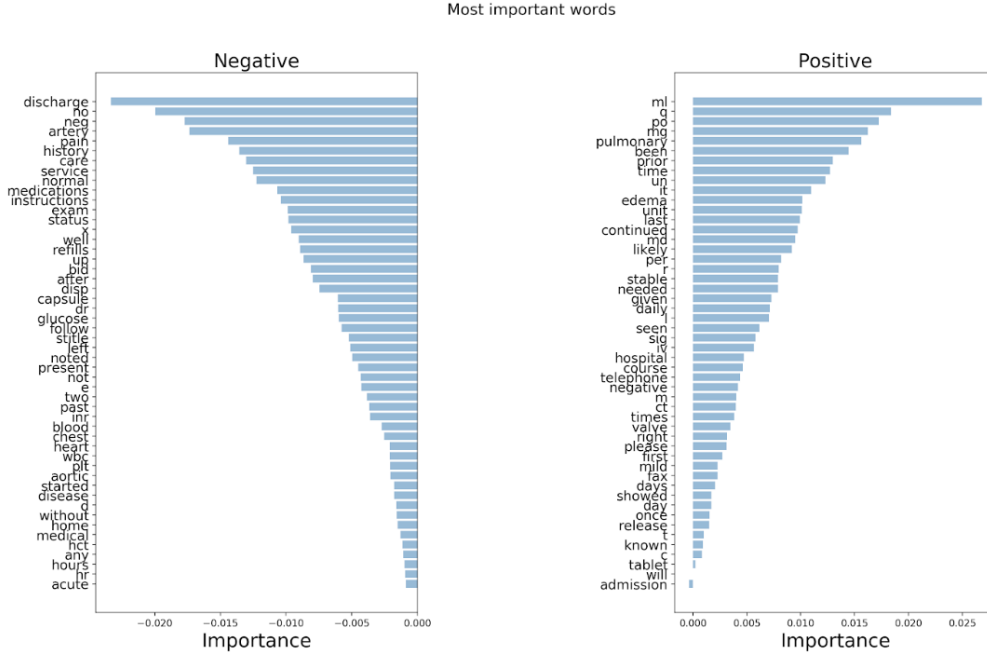 Most important words
Negative
discharge
no
neg
artery
pain
history
care
service
normal
medications
instructions
exam
status
x
well
refills
up
bid
after
disp
capsule
dr
glucose
follow
stitle
left
noted
present
not
e
two
past
inr
blood
chest
heart
wbc
plt
aortic
started
disease
without
home
medical
hct
any
hours
hr
acute
−0.020 −0.015 −0.010 −0.005 0.000
Importance
Positive
ml
po
mg
pulmonary
been
prior
time
un
it
edema
unit
last
continued
md
likely
per
r
stable
needed
given
daily
seen
sig
iv
hospital
course
telephone
negative
m
ct
times
valve
right
please
first
mild
fax
days
showed
day
once
release
t
known
c
tablet
will
admission
0.000 0.005 0.010 0.015 0.020 0.025
Importance